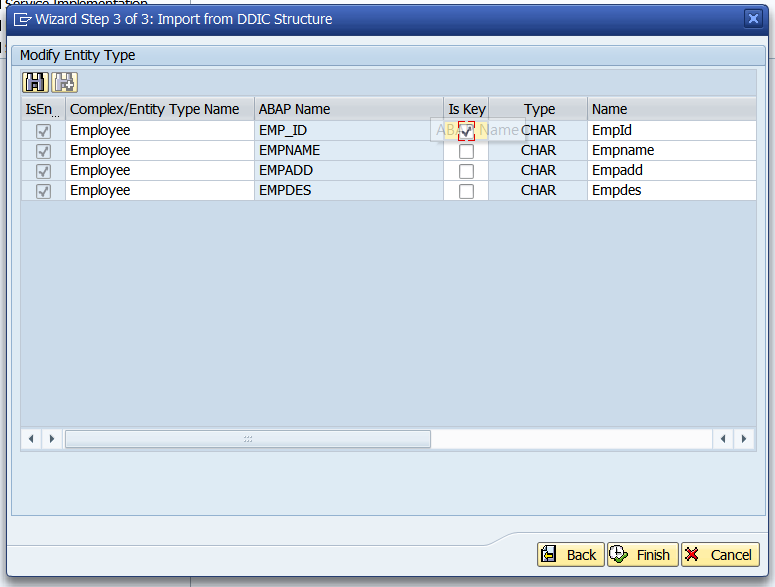 Service Implementation
Wizard Step 3 of 3: Import from DDIC Structure
Modify Entity Type
IsEn... Complex/Entity Type Name ABAP Name Is Key Type Name
Employee EMP_ID ABAP Name CHAR EmpId
Employee EMPNAME CHAR Empname
Employee EMPADD CHAR Empadd
Employee EMPDES CHAR Empdes
Back Finish Cancel